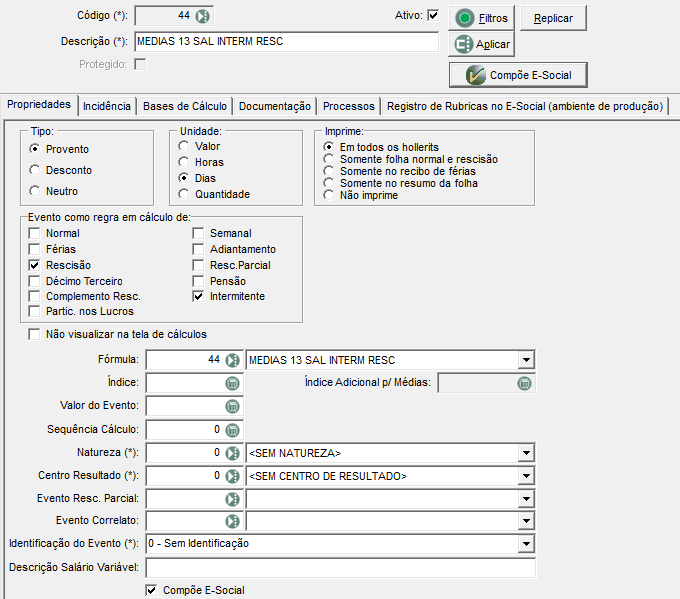 Código (*): 44 Ativo: Filtros Replicar
Descrição (*): MEDIAS 13 SAL INTERM RESC Aplicar
Protegido:
Compõe E-Social
Propriedades Incidência Bases de Cálculo Documentação Processos Registro de Rubricas no E-Social (ambiente de produção)
Tipo:
Provento
Desconto
Neutro
Unidade:
Valor
Horas
Dias
Quantidade
Imprime:
Em todos os hollerits
Somente folha normal e rescisão
Somente no recibo de férias
Somente no resumo da folha
Não imprime
Evento como regra em cálculo de:
Normal Semanal
Férias Adiantamento
Rescisão Resc.Parcial
Décimo Terceiro Pensão
Complemento Resc. Intermitente
Partic. nos Lucros
Não visualizar na tela de cálculos
Fórmula: 44 MEDIAS 13 SAL INTERM RESC
Índice: Índice Adicional p/ Médias:
Valor do Evento:
Sequência Cálculo: 0
Natureza (*): 0 <SEM NATUREZA>
Centro Resultado (*): 0 <SEM CENTRO DE RESULTADO>
Evento Resc. Parcial:
Evento Correlato:
Identificação do Evento (*): 0 - Sem Identificação
Descrição Salário Variável:
Compõe E-Social